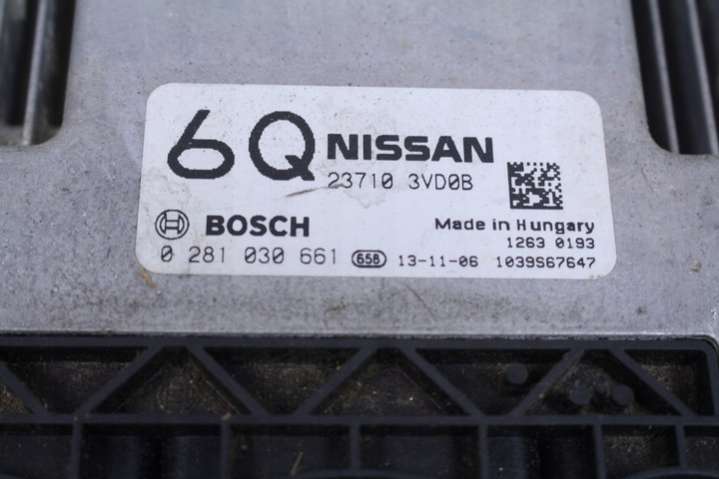 6Q NISSAN
23710 3VD0B
BOSCH Made in Hungary
1263 0193
0 281 030 661 658 13-11-06 1039S67647